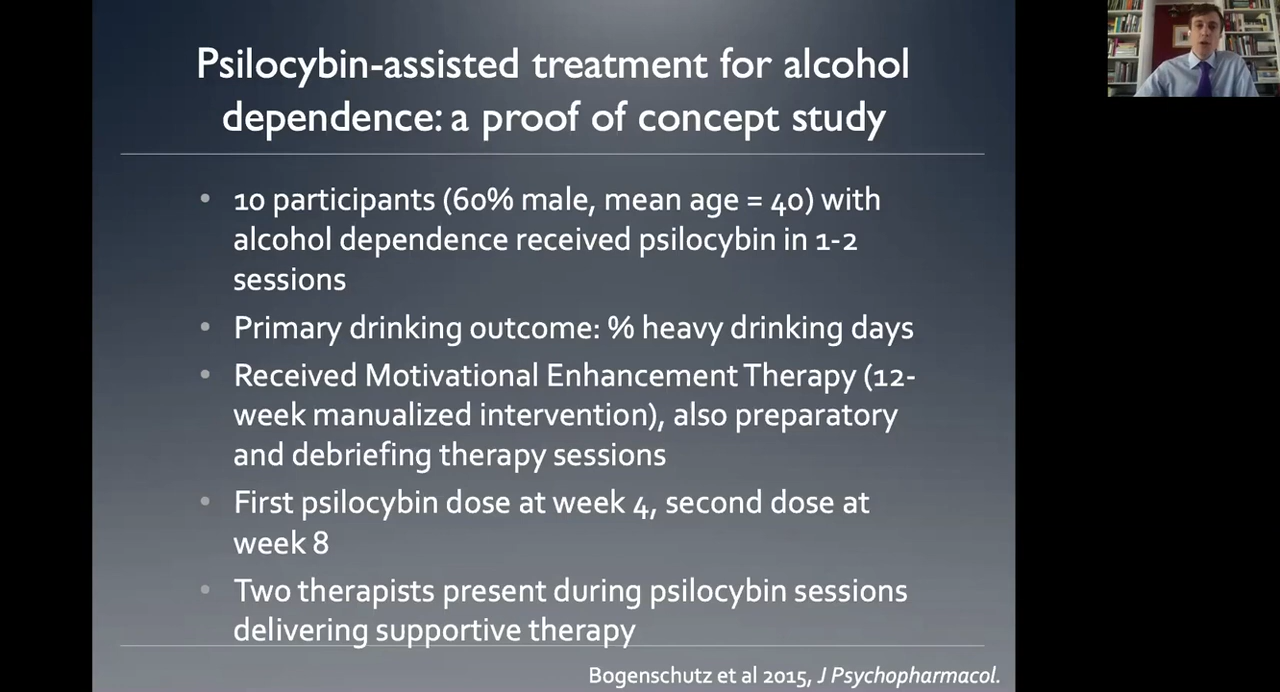 Psilocybin-assisted treatment for alcohol
dependence: a proof of concept study
• 10 participants (60% male, mean age = 40) with
alcohol dependence received psilocybin in 1-2
sessions
• Primary drinking outcome: % heavy drinking days
• Received Motivational Enhancement Therapy (12-
week manualized intervention), also preparatory
and debriefing therapy sessions
• First psilocybin dose at week 4, second dose at
week 8
• Two therapists present during psilocybin sessions
delivering supportive therapy
Bogenschutz et al 2015, J Psychopharmacol.